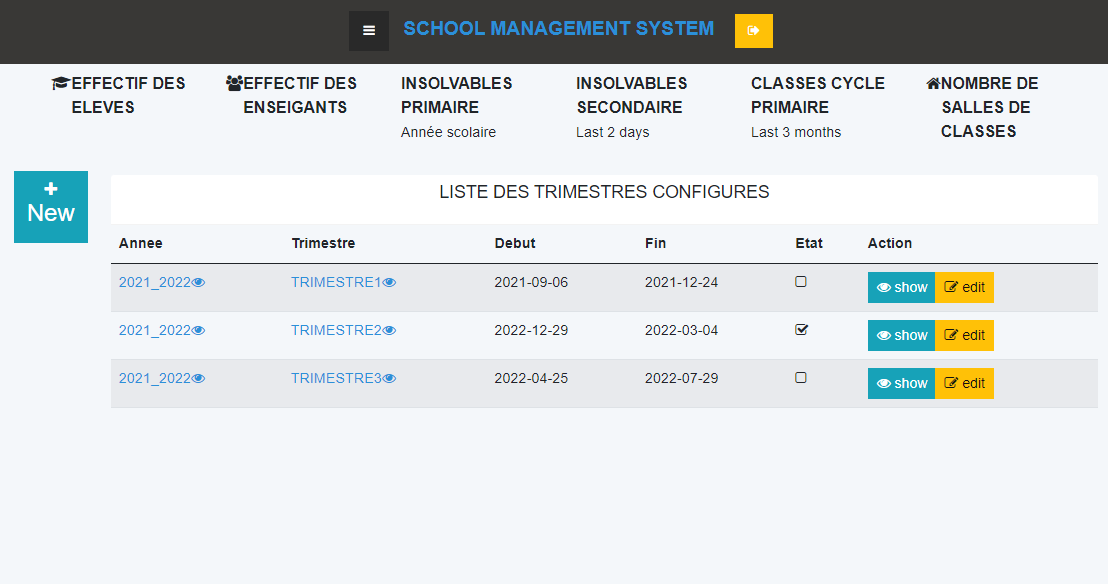 SCHOOL MANAGEMENT SYSTEM
EFFECTIF DES ELEVES
EFFECTIF DES ENSEIGANTS
INSOLVABLES PRIMAIRE
Année scolaire
INSOLVABLES SECONDAIRE
Last 2 days
CLASSES CYCLE PRIMAIRE
Last 3 months
NOMBRE DE SALLES DE CLASSES
New
LISTE DES TRIMESTRES CONFIGURES
Annee Trimestre Debut Fin Etat Action
2021_2022 TRIMESTRE1 2021-09-06 2021-12-24 show edit
2021_2022 TRIMESTRE2 2022-12-29 2022-03-04 show edit
2021_2022 TRIMESTRE3 2022-04-25 2022-07-29 show edit